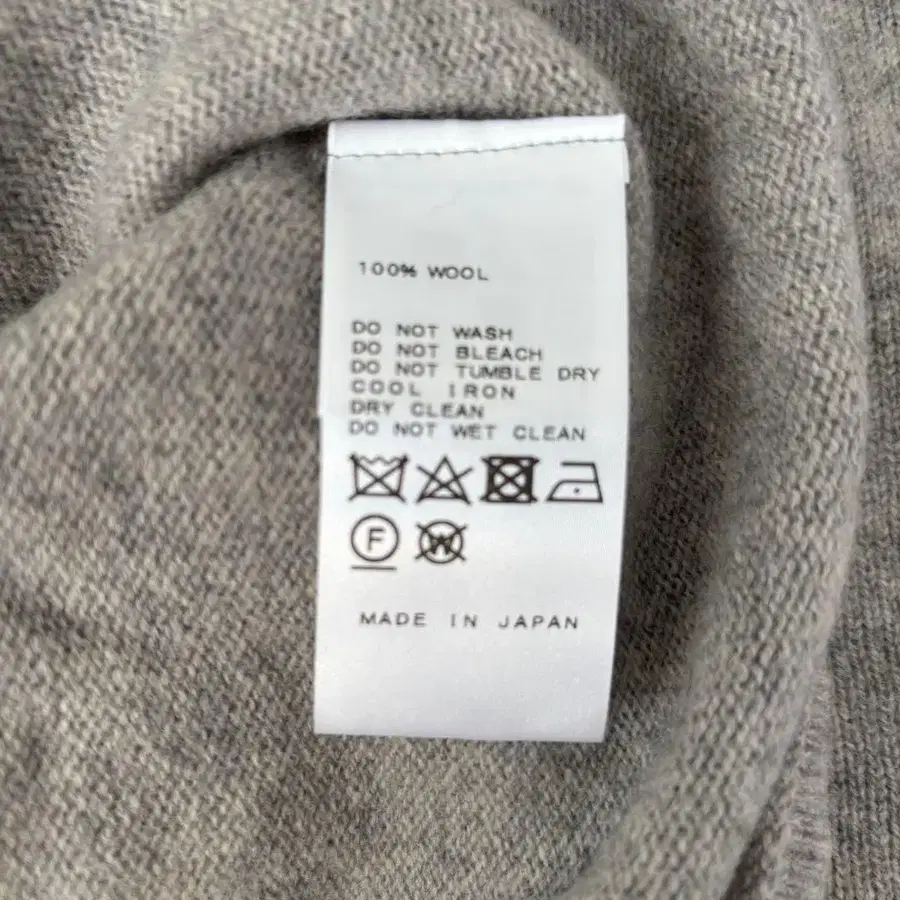 100% WOOL
DO NOT WASH
DO NOT BLEACH
DO NOT TUMBLE DRY
COOL IRON
DRY CLEAN
DO NOT WET CLEAN
F W
MADE IN JAPAN